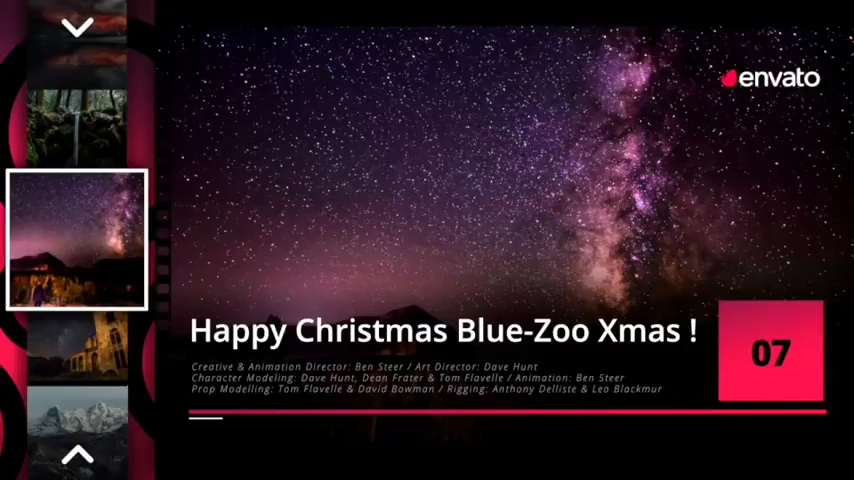 envato
Happy Christmas Blue-Zoo Xmas !
07
Creative & Animation Director: Ben Steer / Art Director: Dave Hunt
Character Modeling: Dave Hunt, Dean Frater & Tom Flavelle / Animation: Ben Steer
Prop Modelling: Tom Flavelle & David Bowman / Rigging: Anthony Delliste & Leo Blackmur